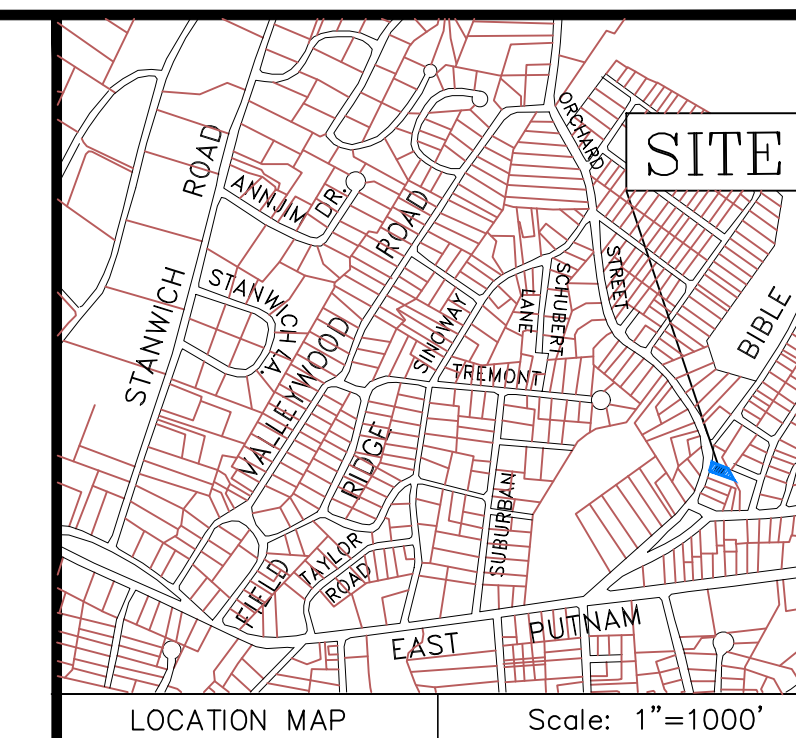 ORCHARD
STREET
SITE
ROAD
ANNJIM DR.
ROAD
VALLEYWOOD
STANWICH
STANWICH LA.
SINOWAY
SCHUBERT
LANE
BIBLE
TREMONT
RIDGE
FIELD
SUBURBAN
TAYLOR
ROAD
EAST PUTNAM
LOCATION MAP
Scale: 1"=1000'